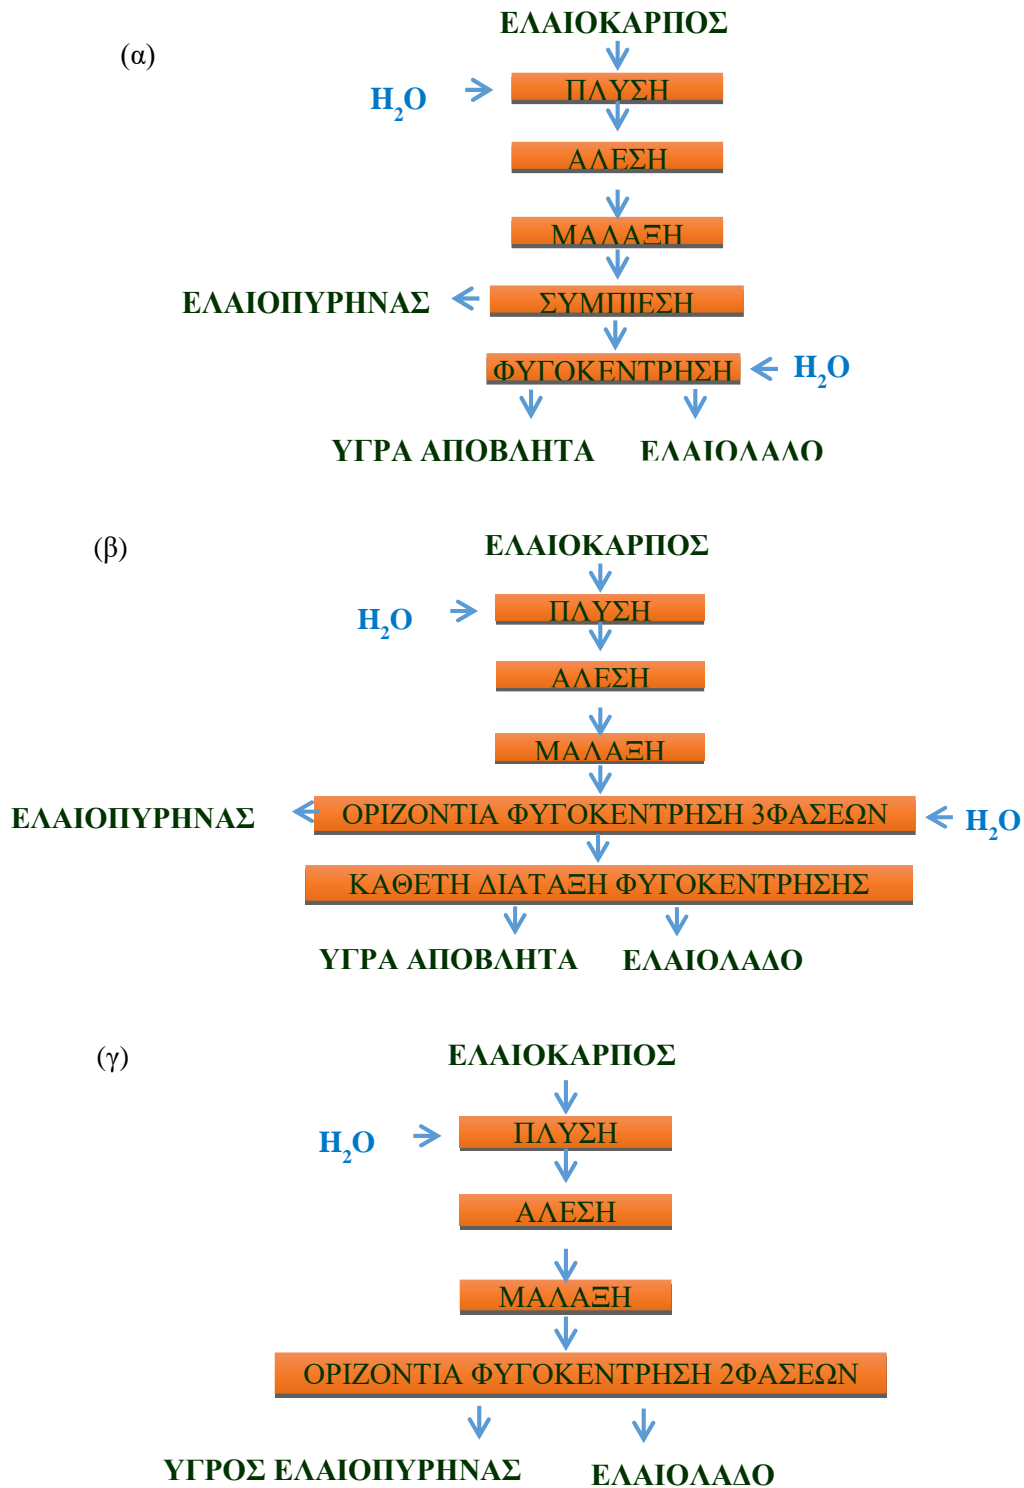 (α)
ΕΛΑΙΟΚΑΡΠΟΣ
ΠΛΥΣΗ
H₂O
ΑΛΕΣΗ
ΜΑΛΑΞΗ
ΕΛΑΙΟΠΥΡΗΝΑΣ
ΣΥΜΠΙΕΣΗ
ΦΥΓΟΚΕΝΤΡΗΣΗ
H₂O
ΥΓΡΑ ΑΠΟΒΛΗΤΑ
ΕΛΑΙΟΛΑΔΟ
(β)
ΕΛΑΙΟΚΑΡΠΟΣ
ΠΛΥΣΗ
H₂O
ΑΛΕΣΗ
ΜΑΛΑΞΗ
ΕΛΑΙΟΠΥΡΗΝΑΣ
ΟΡΙΖΟΝΤΙΑ ΦΥΓΟΚΕΝΤΡΗΣΗ 3ΦΑΣΕΩΝ
H₂O
ΚΑΘΕΤΗ ΔΙΑΤΑΞΗ ΦΥΓΟΚΕΝΤΡΗΣΗΣ
ΥΓΡΑ ΑΠΟΒΛΗΤΑ
ΕΛΑΙΟΛΑΔΟ
(γ)
ΕΛΑΙΟΚΑΡΠΟΣ
ΠΛΥΣΗ
H₂O
ΑΛΕΣΗ
ΜΑΛΑΞΗ
ΟΡΙΖΟΝΤΙΑ ΦΥΓΟΚΕΝΤΡΗΣΗ 2ΦΑΣΕΩΝ
ΥΓΡΟΣ ΕΛΑΙΟΠΥΡΗΝΑΣ
ΕΛΑΙΟΛΑΔΟ